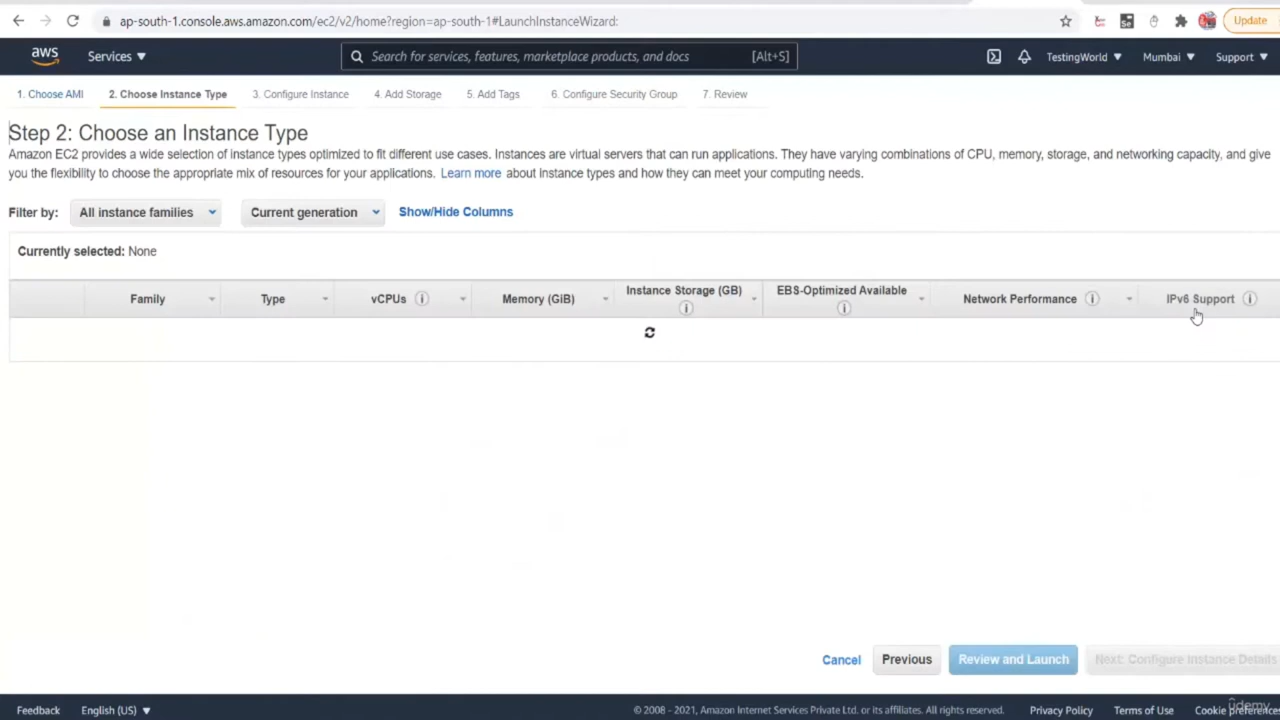 ap-south-1.console.aws.amazon.com/ec2/v2/home?region=ap-south-1#LaunchInstanceWizard:
Update
aws
Services
Search for services, features, marketplace products, and docs
[Alt+S]
TestingWorld
Mumbai
Support
1. Choose AMI
2. Choose Instance Type
3. Configure Instance
4. Add Storage
5. Add Tags
6. Configure Security Group
7. Review
Step 2: Choose an Instance Type
Amazon EC2 provides a wide selection of instance types optimized to fit different use cases. Instances are virtual servers that can run applications. They have varying combinations of CPU, memory, storage, and networking capacity, and give
you the flexibility to choose the appropriate mix of resources for your applications. Learn more about instance types and how they can meet your computing needs.
Filter by:
All instance families
Current generation
Show/Hide Columns
Currently selected: None
Family
Type
vCPUs
Memory (GiB)
Instance Storage (GB)
EBS-Optimized Available
Network Performance
IPv6 Support
Cancel
Previous
Review and Launch
Next: Configure Instance Details
Feedback
English (US)
© 2008 - 2021, Amazon Internet Services Private Ltd. or its affiliates. All rights reserved.
Privacy Policy
Terms of Use
Cookie preferences
udemy